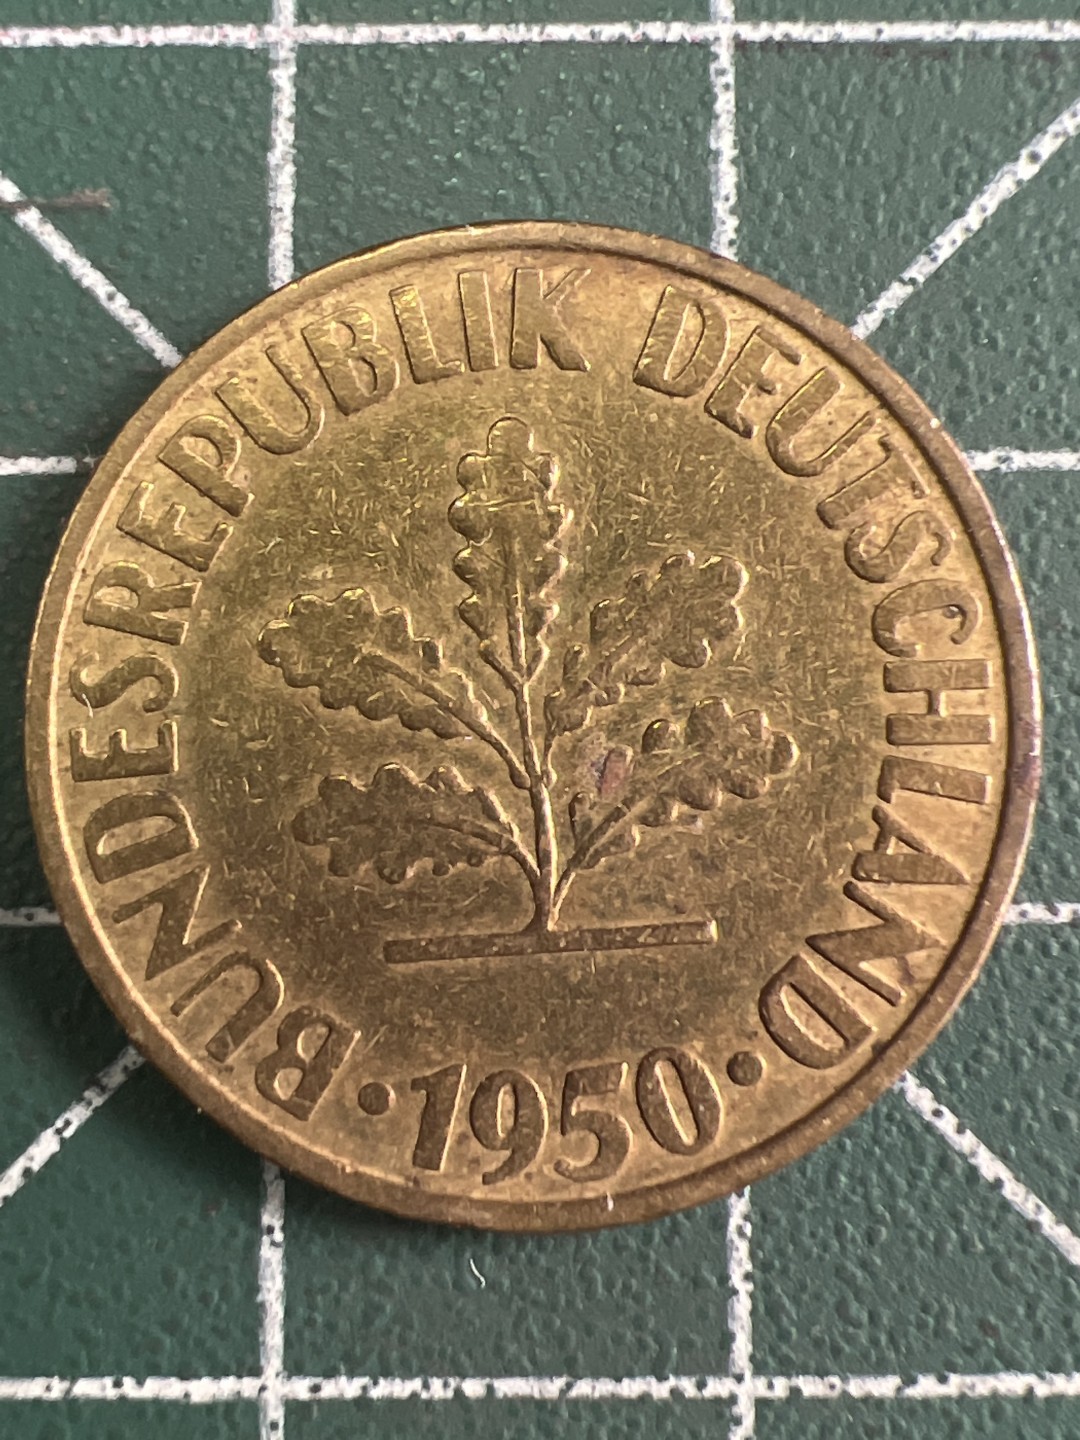 BUNDESREPUBLIK DEUTSCHLAND
· 1950 ·